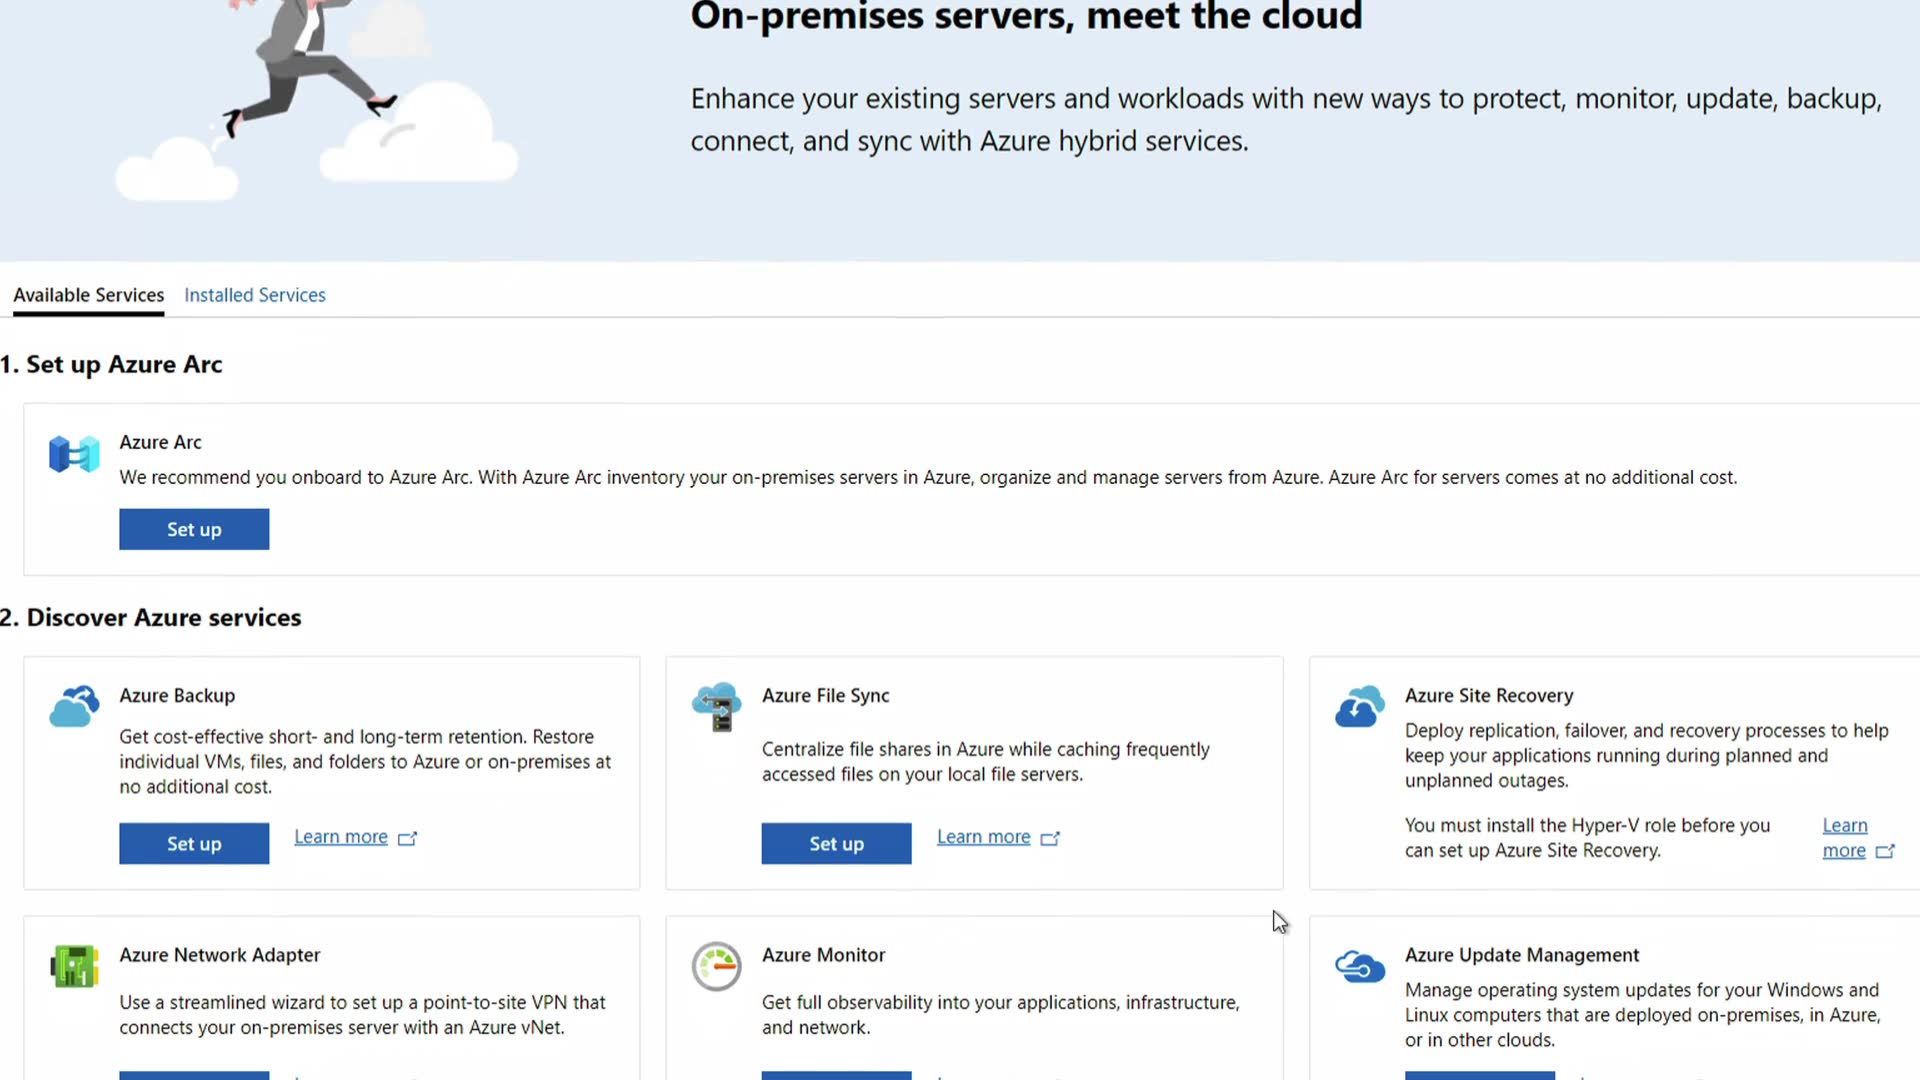 On-premises servers, meet the cloud
Enhance your existing servers and workloads with new ways to protect, monitor, update, backup,
connect, and sync with Azure hybrid services.
Available Services
Installed Services
1. Set up Azure Arc
Azure Arc
We recommend you onboard to Azure Arc. With Azure Arc inventory your on-premises servers in Azure, organize and manage servers from Azure. Azure Arc for servers comes at no additional cost.
Set up
2. Discover Azure services
Azure Backup
Get cost-effective short- and long-term retention. Restore
individual VMs, files, and folders to Azure or on-premises at
no additional cost.
Set up
Learn more
Azure File Sync
Centralize file shares in Azure while caching frequently
accessed files on your local file servers.
Set up
Learn more
Azure Site Recovery
Deploy replication, failover, and recovery processes to help
keep your applications running during planned and
unplanned outages.
You must install the Hyper-V role before you
can set up Azure Site Recovery.
Learn
more
Azure Network Adapter
Use a streamlined wizard to set up a point-to-site VPN that
connects your on-premises server with an Azure vNet.
Azure Monitor
Get full observability into your applications, infrastructure,
and network.
Azure Update Management
Manage operating system updates for your Windows and
Linux computers that are deployed on-premises, in Azure,
or in other clouds.